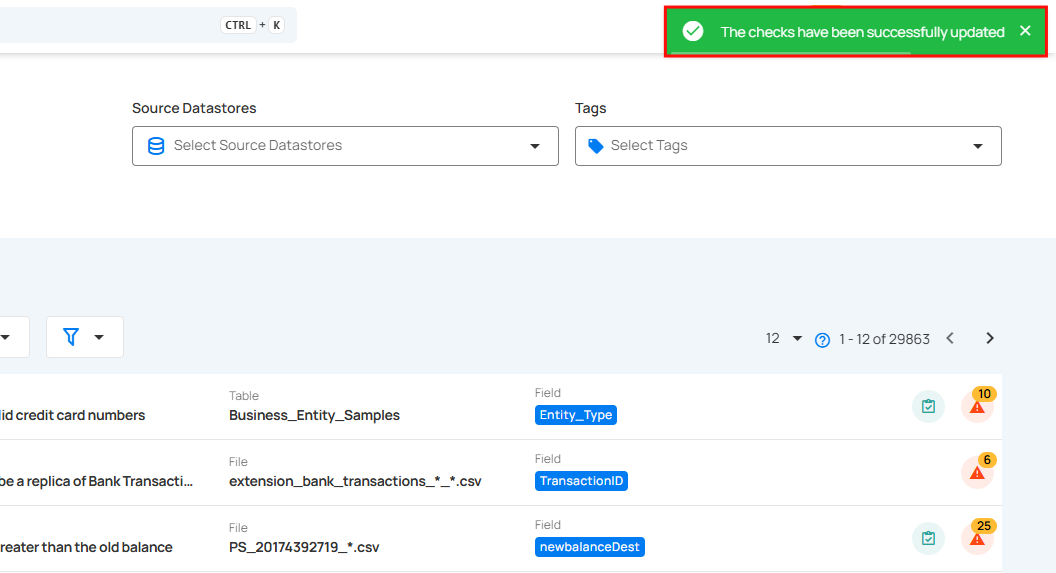 CTRL + K
The checks have been successfully updated
Source Datastores
Tags
Select Source Datastores
Select Tags
12
1 - 12 of 29863
Table
Field
10
credit card numbers
Business_Entity_Samples
Entity_Type
File
Field
6
be a replica of Bank Transacti...
extension_bank_transactions_*_*.csv
TransactionID
File
Field
25
than the old balance
PS_20174392719_*.csv
newbalanceDest